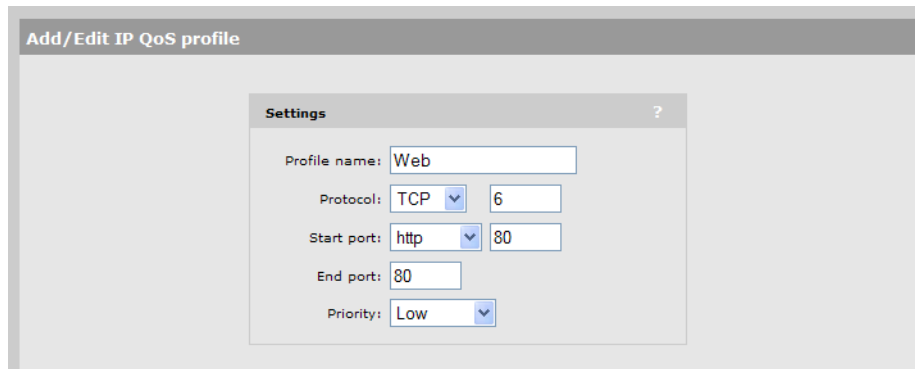 Add/Edit IP QoS profile
Settings ?
Profile name: Web
Protocol: TCP 6
Start port: http 80
End port: 80
Priority: Low